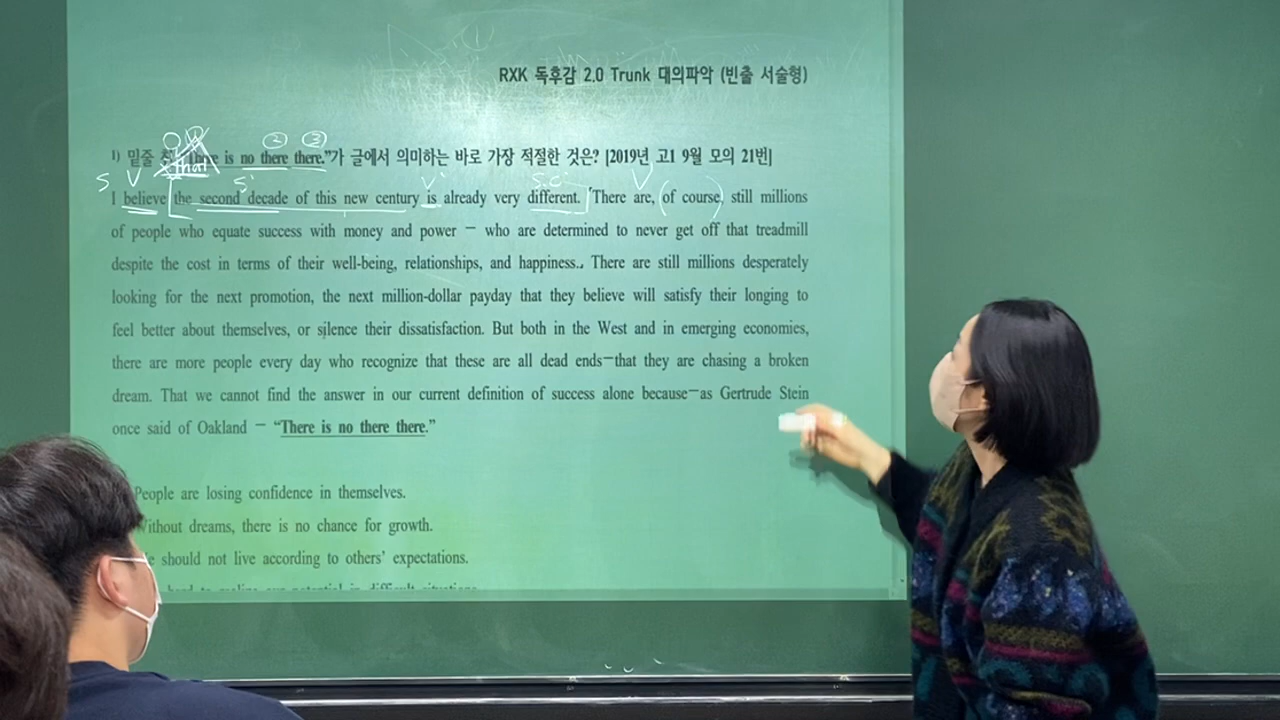 RXK 독후감 2.0 Trunk 대의파악 (빈출 서술형)
② ③
1) 밑줄 is no there there."가 글에서 의미하는 바로 가장 적절한 것은? [2019년 고1 9월 모의 21번]
that
S V S' V' S.C' V
I believe the second decade of this new century is already very different. There are, (of course), still millions
of people who equate success with money and power — who are determined to never get off that treadmill
despite the cost in terms of their well-being, relationships, and happiness.. There are still millions desperately
looking for the next promotion, the next million-dollar payday that they believe will satisfy their longing to
feel better about themselves, or silence their dissatisfaction. But both in the West and in emerging economies,
there are more people every day who recognize that these are all dead ends—that they are chasing a broken
dream. That we cannot find the answer in our current definition of success alone because—as Gertrude Stein
once said of Oakland — "There is no there there."
People are losing confidence in themselves.
Without dreams, there is no chance for growth.
should not live according to others' expectations.